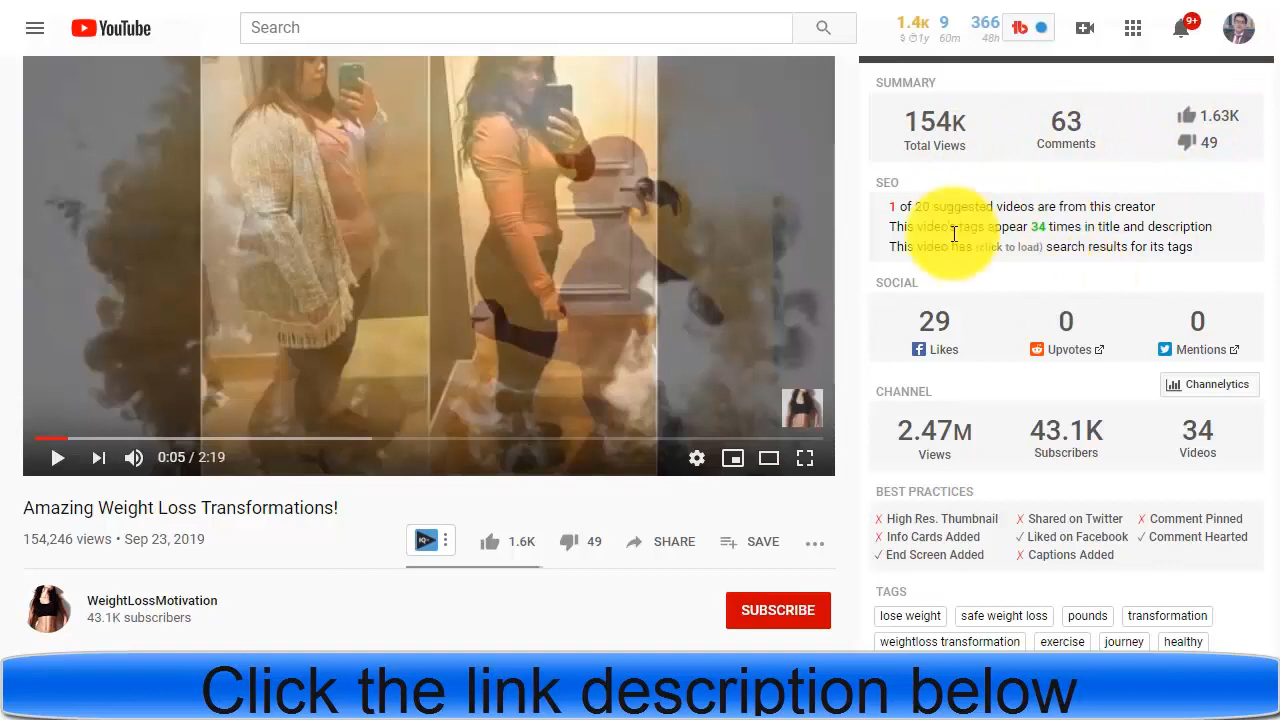 YouTube
Search
1.4K 9 366
$ 1y 60m 48h
9+
SUMMARY
154K 63 1.63K
Total Views Comments 49
SEO
1 of 20 suggested videos are from this creator
This video's tags appear 34 times in title and description
This video has (click to load) search results for its tags
SOCIAL
29 0 0
Likes Upvotes Mentions
CHANNEL Channelytics
2.47M 43.1K 34
Views Subscribers Videos
BEST PRACTICES
High Res. Thumbnail Shared on Twitter Comment Pinned
Info Cards Added Liked on Facebook Comment Hearted
End Screen Added Captions Added
TAGS
lose weight safe weight loss pounds transformation
weightloss transformation exercise journey healthy
0:05 / 2:19
Amazing Weight Loss Transformations!
154,246 views • Sep 23, 2019 1.6K 49 SHARE SAVE
WeightLossMotivation
43.1K subscribers
SUBSCRIBE
Click the link description below